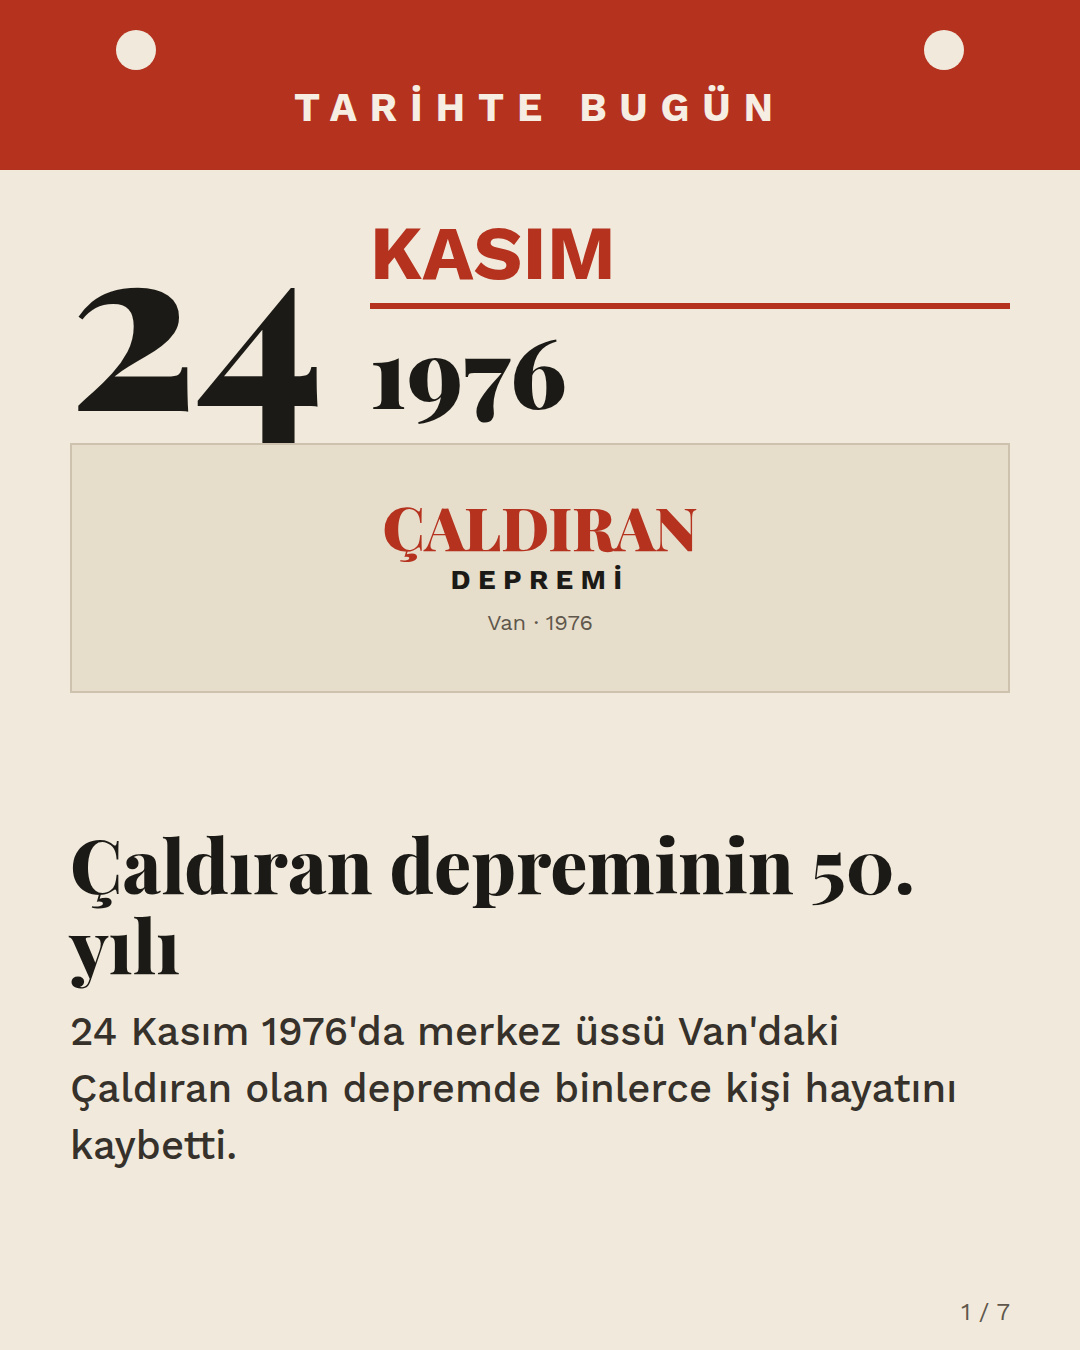 TARİHTE BUGÜN
24
KASIM
1976
ÇALDIRAN
DEPREMİ
Van · 1976
Çaldıran depreminin 50.
yılı
24 Kasım 1976'da merkez üssü Van'daki
Çaldıran olan depremde binlerce kişi hayatını
kaybetti.
1 / 7